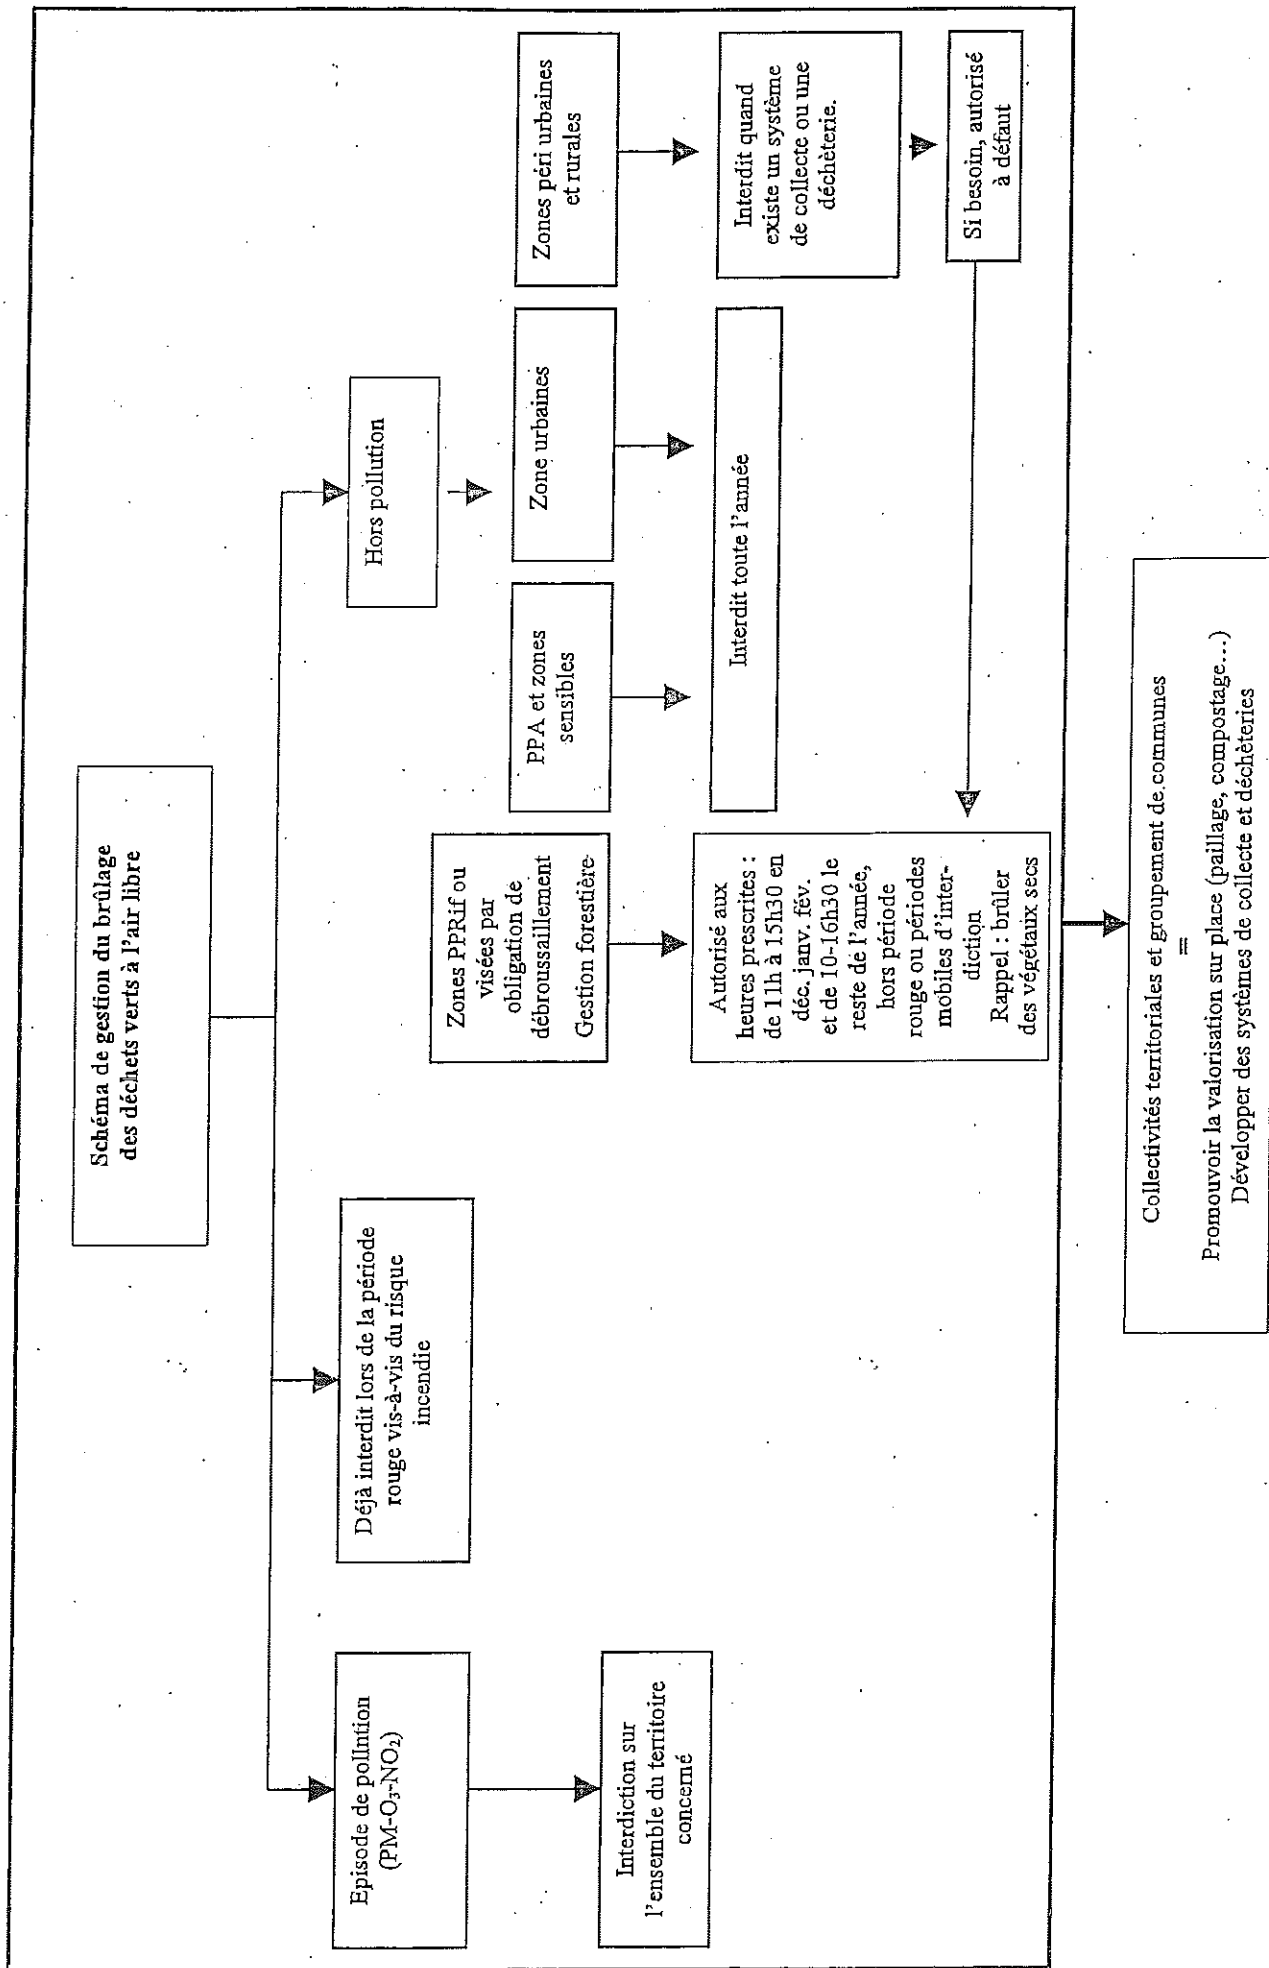 Schéma de gestion du brûlage
des déchets verts à l'air libre
Episode de pollution
(PM-O₃-NO₂)
Déjà interdit lors de la période
rouge vis-à-vis du risque
incendie
Hors pollution
Interdiction sur
l'ensemble du territoire
concerné
Zones PPRif ou
visées par
obligation de
débroussaillement
Gestion forestière
PPA et zones
sensibles
Zone urbaines
Zones péri urbaines
et rurales
Autorisé aux
heures prescrites :
de 11h à 15h30 en
déc. janv. fév.
et de 10-16h30 le
reste de l'année,
hors période
rouge ou périodes
mobiles d'inter-
diction
Rappel : brûler
des végétaux secs
Interdit toute l'année
Interdit quand
existe un système
de collecte ou une
déchèterie.
Si besoin, autorisé
à défaut
Collectivités territoriales et groupement de communes
=
Promouvoir la valorisation sur place (paillage, compostage...)
Développer des systèmes de collecte et déchèteries